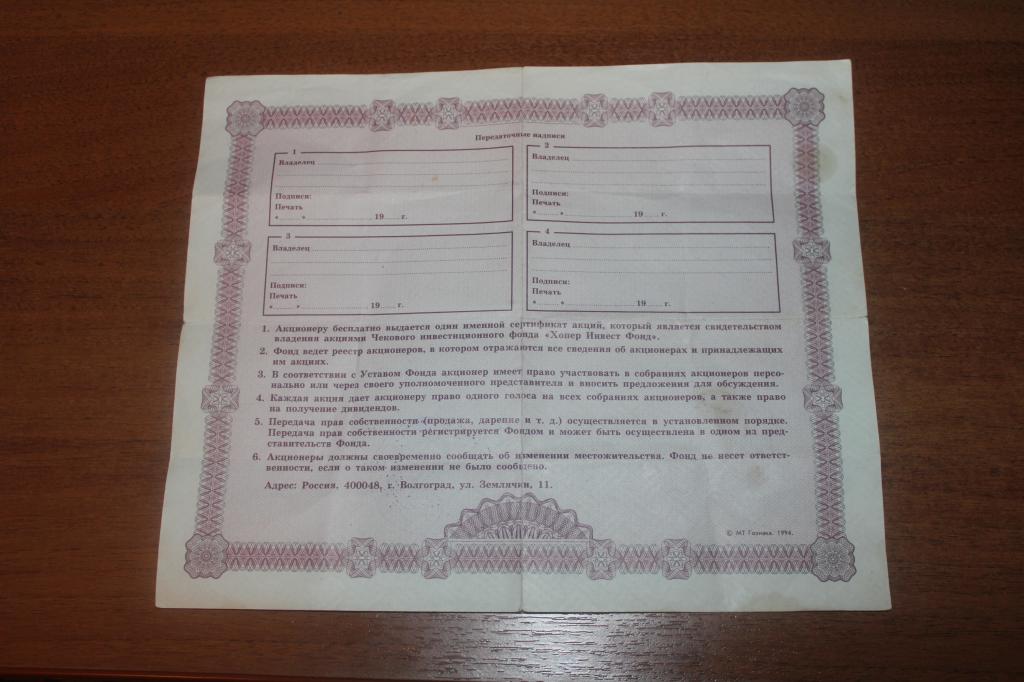 Передаточные надписи
1
Владелец
Подписи:
Печать
« » 19 г.
2
Владелец
Подписи:
Печать
« » 19 г.
3
Владелец
Подписи:
Печать
« » 19 г.
4
Владелец
Подписи:
Печать
« » 19 г.
1. Акционеру бесплатно выдается один именной сертификат акций, который является свидетельством
владения акциями Чекового инвестиционного фонда «Хопер Инвест Фонд».
2. Фонд ведет реестр акционеров, в котором отражаются все сведения об акционерах и принадлежащих
им акциях.
3. В соответствии с Уставом Фонда акционер имеет право участвовать в собраниях акционеров персо-
нально или через своего уполномоченного представителя и вносить предложения для обсуждения.
4. Каждая акция дает акционеру право одного голоса на всех собраниях акционеров, а также право
на получение дивидендов.
5. Передача прав собственности (продажа, дарение и т. д.) осуществляется в установленном порядке.
Передача прав собственности регистрируется Фондом и может быть осуществлена в одном из пред-
ставительств Фонда.
6. Акционеры должны своевременно сообщать об изменении местожительства. Фонд не несет ответст-
венности, если о таком изменении не было сообщено.
Адрес: Россия, 400048, г. Волгоград, ул. Землячки, 11.
© МТ Гознака. 1994.